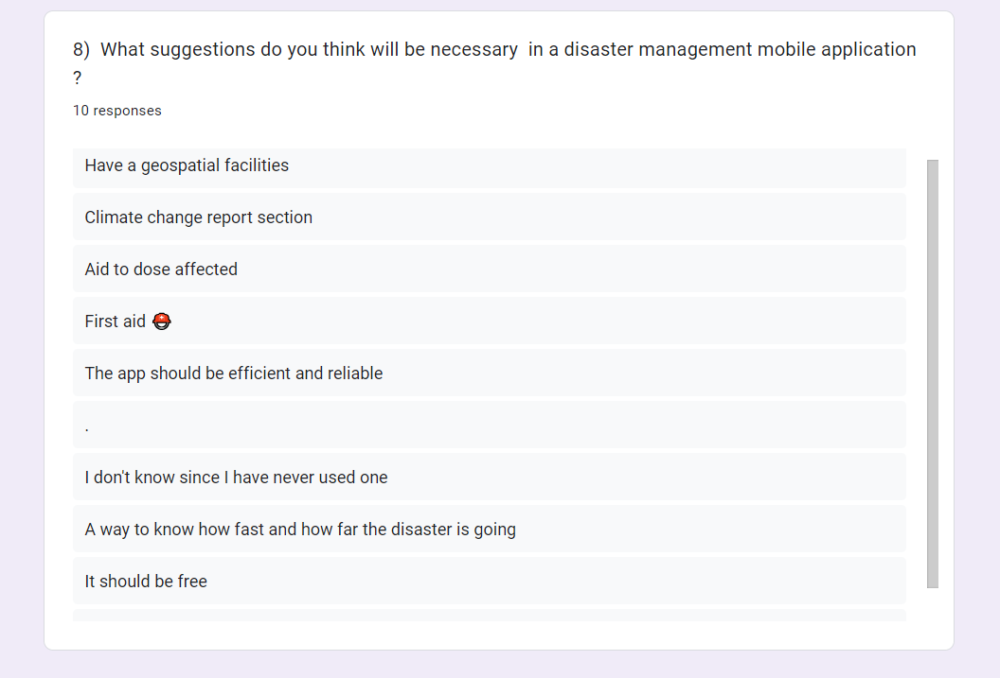 8)  What suggestions do you think will be necessary  in a disaster management mobile application
?
10 responses
Have a geospatial facilities
Climate change report section
Aid to dose affected
First aid ⛑️
The app should be efficient and reliable
.
I don't know since I have never used one
A way to know how fast and how far the disaster is going
It should be free